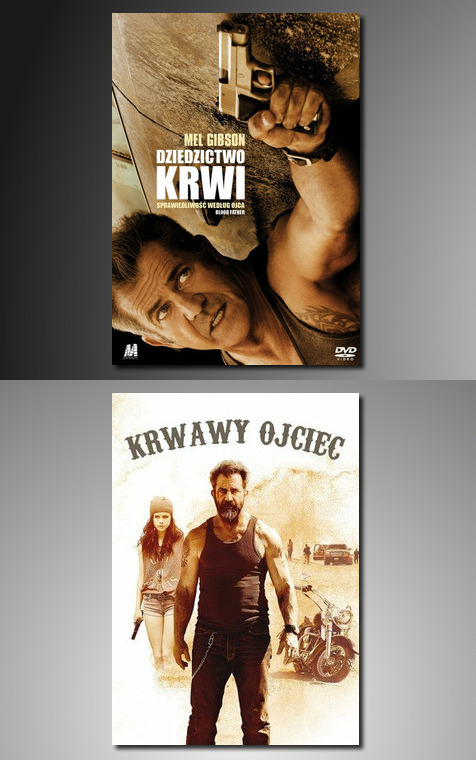 MEL GIBSON
DZIEDZICTWO
KRWI
SPRAWIEDLIWOŚĆ WEDŁUG OJCA
BLOOD FATHER
DVD
VIDEO
KRWAWY OJCIEC